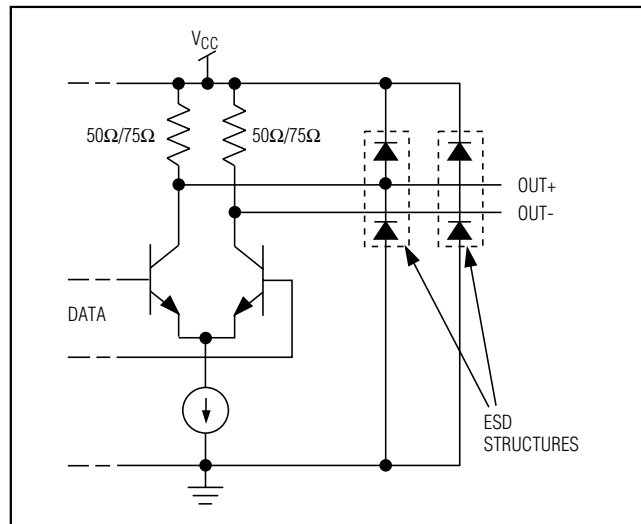 VCC
50Ω/75Ω 50Ω/75Ω
OUT+
OUT-
DATA
ESD
STRUCTURES